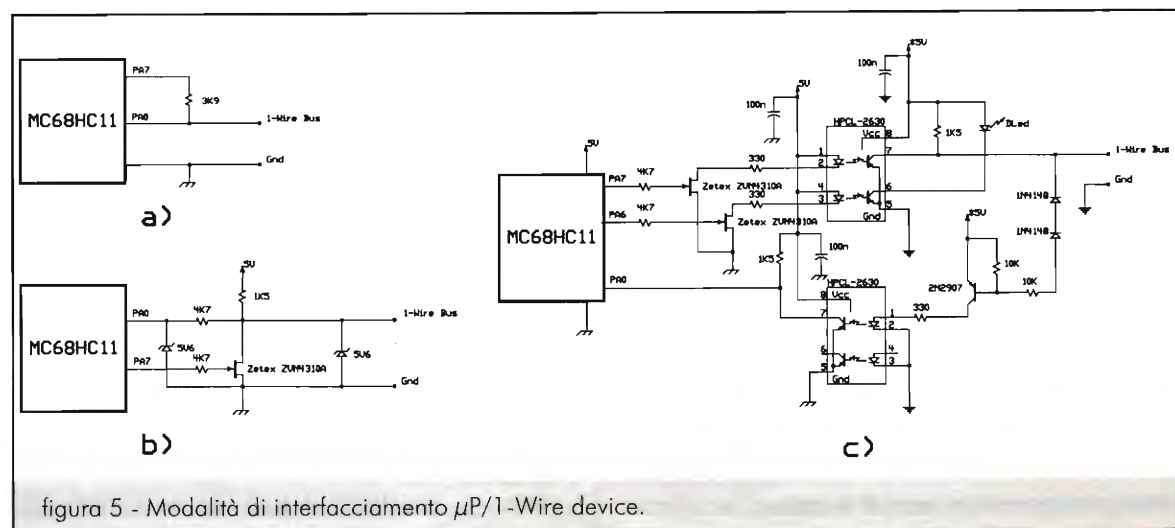 MC68HC11
PA7
3K9
PA0
1-Wire Bus
Gnd
a)
MC68HC11
5V
1K5
PA0
4K7
1-Wire Bus
5V6
5V6
PA7
4K7
Zetex ZVN4310A
Gnd
b)
MC68HC11
5V
PA7
4K7
Zetex ZVN4310A
330
PA6
4K7
Zetex ZVN4310A
330
PA0
1K5
100n
5V
100n
HPCL-2630
Vcc
8
1
2
7
4
3
6
5
Gnd
100n
±5V
1K5
DLed
1-Wire Bus
Gnd
1N4148
1N4148
±5V
10K
10K
2N2907
330
HPCL-2630
8
Vcc
7
1
2
6
4
3
5
Gnd
c)
figura 5 - Modalità di interfacciamento µP/1-Wire device.